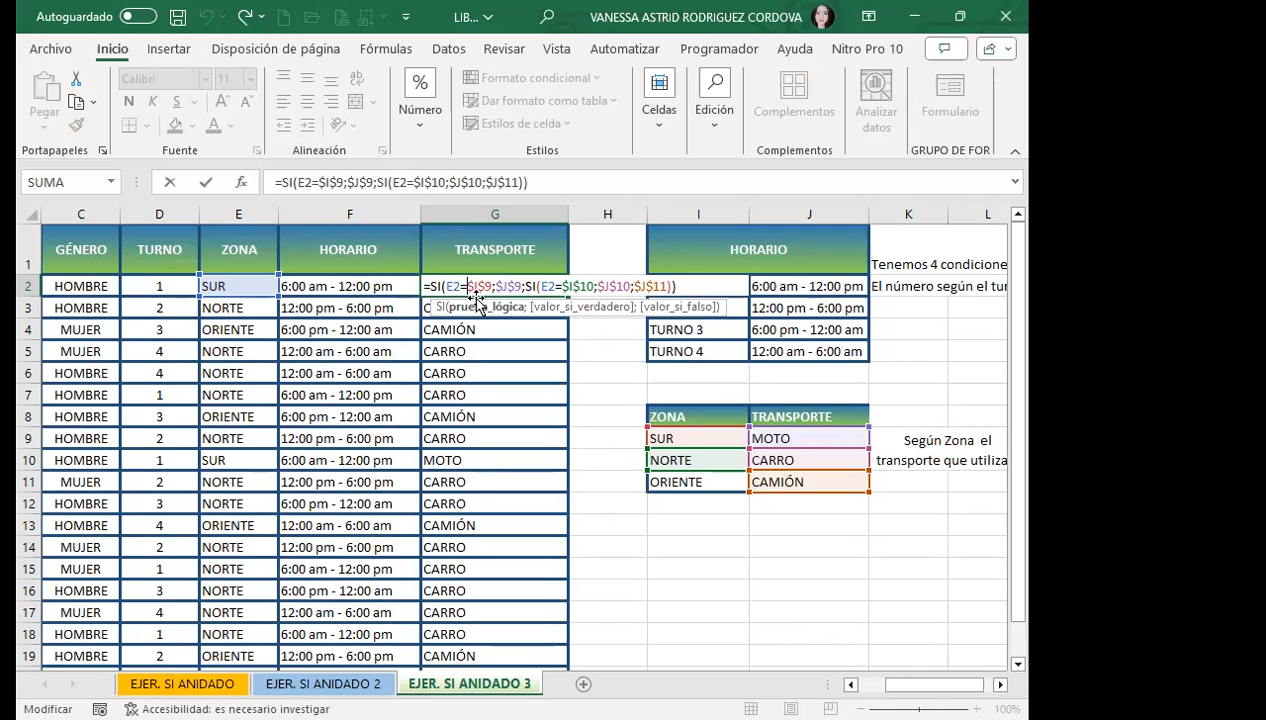 Autoguardado LIB... VANESSA ASTRID RODRIGUEZ CORDOVA
Archivo Inicio Insertar Disposición de página Fórmulas Datos Revisar Vista Automatizar Programador Ayuda Nitro Pro 10
Calibri 11 % Formato condicional
Pegar N K S Número Dar formato como tabla Celdas Edición Complementos Analizar datos Formulario
Estilos de celda
Portapapeles Fuente Alineación Estilos Complementos GRUPO DE FOR
SUMA fx =SI(E2=$I$9;$J$9;SI(E2=$I$10;$J$10;$J$11))
C D E F G H I J K L
1 GÉNERO TURNO ZONA HORARIO TRANSPORTE HORARIO Tenemos 4 condicione
2 HOMBRE 1 SUR 6:00 am - 12:00 pm =SI(E2=$I$9;$J$9;SI(E2=$I$10;$J$10;$J$11)) 6:00 am - 12:00 pm El número según el tur
SI(prueba_lógica; [valor_si_verdadero]; [valor_si_falso])
3 HOMBRE 2 NORTE 12:00 pm - 6:00 pm C 12:00 pm - 6:00 pm
4 MUJER 3 ORIENTE 6:00 pm - 12:00 am CAMIÓN TURNO 3 6:00 pm - 12:00 am
5 MUJER 4 NORTE 12:00 am - 6:00 am CARRO TURNO 4 12:00 am - 6:00 am
6 HOMBRE 4 NORTE 12:00 am - 6:00 am CARRO
7 HOMBRE 1 NORTE 6:00 am - 12:00 pm CARRO
8 HOMBRE 3 ORIENTE 6:00 pm - 12:00 am CAMIÓN ZONA TRANSPORTE
9 HOMBRE 2 NORTE 12:00 pm - 6:00 pm CARRO SUR MOTO Según Zona el
10 HOMBRE 1 SUR 6:00 am - 12:00 pm MOTO NORTE CARRO transporte que utiliza
11 MUJER 2 NORTE 12:00 pm - 6:00 pm CARRO ORIENTE CAMIÓN
12 HOMBRE 3 NORTE 6:00 pm - 12:00 am CARRO
13 HOMBRE 4 ORIENTE 12:00 am - 6:00 am CAMIÓN
14 MUJER 2 NORTE 12:00 pm - 6:00 pm CARRO
15 MUJER 1 NORTE 6:00 am - 12:00 pm CARRO
16 HOMBRE 3 NORTE 6:00 pm - 12:00 am CARRO
17 MUJER 4 NORTE 12:00 am - 6:00 am CARRO
18 HOMBRE 1 NORTE 6:00 am - 12:00 pm CARRO
19 HOMBRE 2 ORIENTE 12:00 pm - 6:00 pm CAMIÓN
EJER. SI ANIDADO EJER. SI ANIDADO 2 EJER. SI ANIDADO 3
Modificar Accesibilidad: es necesario investigar 100%